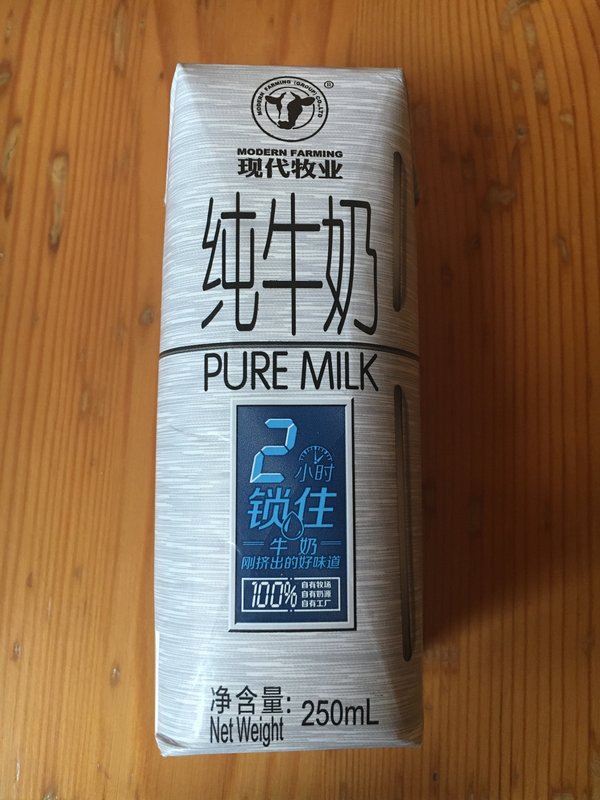 MODERN FARMING (GROUP) CO.,LTD
®
MODERN FARMING
现代牧业
纯牛奶
PURE MILK
2小时
锁住
牛奶
刚挤出的好味道
100%
自有牧场
自有奶源
自有工厂
净含量:
Net Weight 250mL